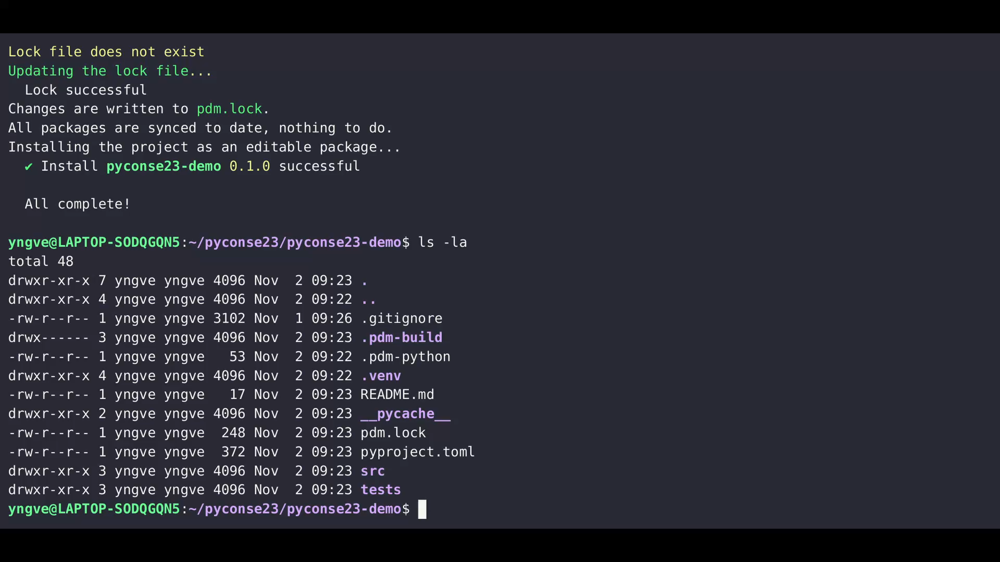 Lock file does not exist
Updating the lock file...
  Lock successful
Changes are written to pdm.lock.
All packages are synced to date, nothing to do.
Installing the project as an editable package...
  ✔ Install pyconse23-demo 0.1.0 successful

  All complete!

yngve@LAPTOP-SODQGQN5:~/pyconse23/pyconse23-demo$ ls -la
total 48
drwxr-xr-x 7 yngve yngve 4096 Nov  2 09:23 .
drwxr-xr-x 4 yngve yngve 4096 Nov  2 09:22 ..
-rw-r--r-- 1 yngve yngve 3102 Nov  1 09:26 .gitignore
drwx------ 3 yngve yngve 4096 Nov  2 09:23 .pdm-build
-rw-r--r-- 1 yngve yngve   53 Nov  2 09:22 .pdm-python
drwxr-xr-x 4 yngve yngve 4096 Nov  2 09:22 .venv
-rw-r--r-- 1 yngve yngve   17 Nov  2 09:23 README.md
drwxr-xr-x 2 yngve yngve 4096 Nov  2 09:23 __pycache__
-rw-r--r-- 1 yngve yngve  248 Nov  2 09:23 pdm.lock
-rw-r--r-- 1 yngve yngve  372 Nov  2 09:23 pyproject.toml
drwxr-xr-x 3 yngve yngve 4096 Nov  2 09:23 src
drwxr-xr-x 3 yngve yngve 4096 Nov  2 09:23 tests
yngve@LAPTOP-SODQGQN5:~/pyconse23/pyconse23-demo$